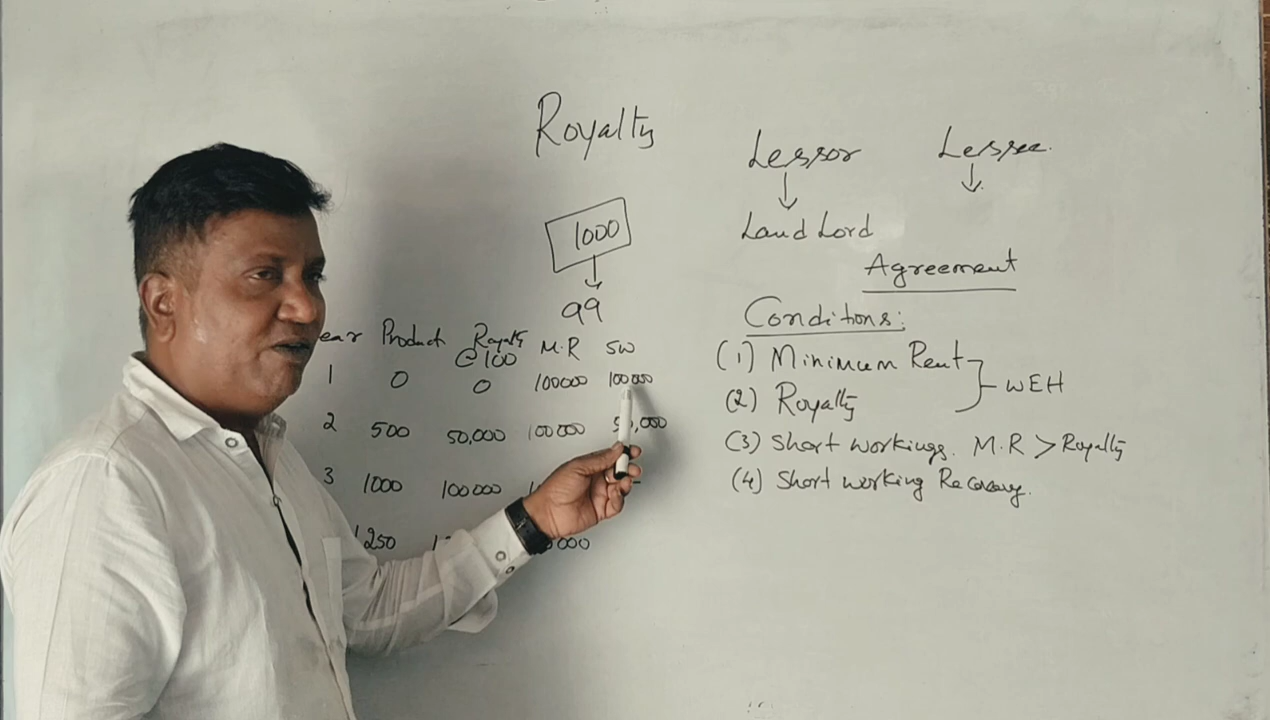 Royalty
Lessor Lessee.
1000
LandLord
99
Agreement
Conditions:
(1) Minimum Rent
(2) Royalty
WEH
(3) Short workings. M.R > Royalty
(4) Short working Recovery.
Product Royalty @ 100 M.R SW
1 0 0 100000 100000
2 500 50,000 100000
3 1000 100000
1250